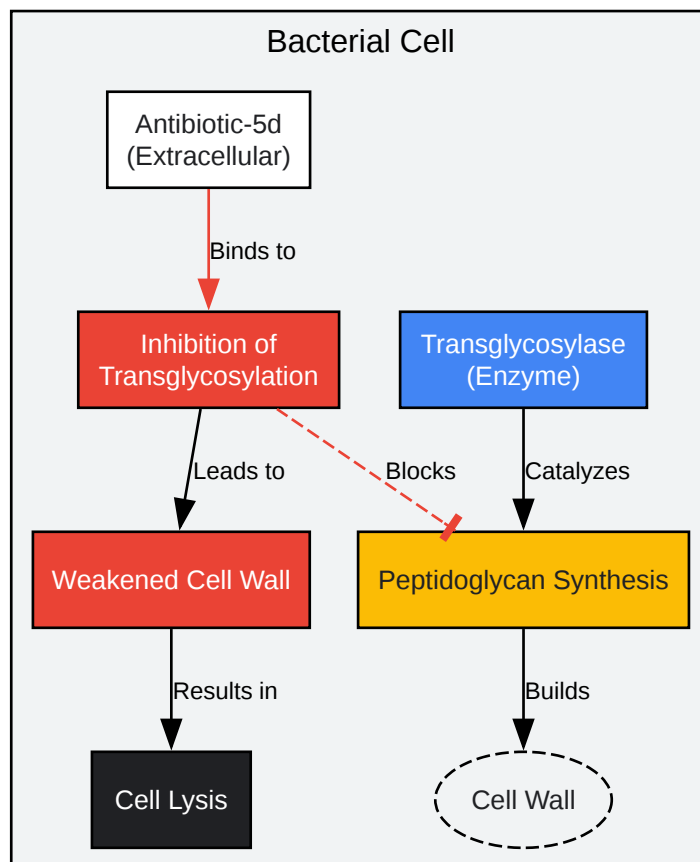 Bacterial Cell
Antibiotic-5d
(Extracellular)
Binds to
Inhibition of
Transglycosylation
Transglycosylase
(Enzyme)
Leads to
Blocks
Catalyzes
Weakened Cell Wall
Peptidoglycan Synthesis
Results in
Builds
Cell Lysis
Cell Wall